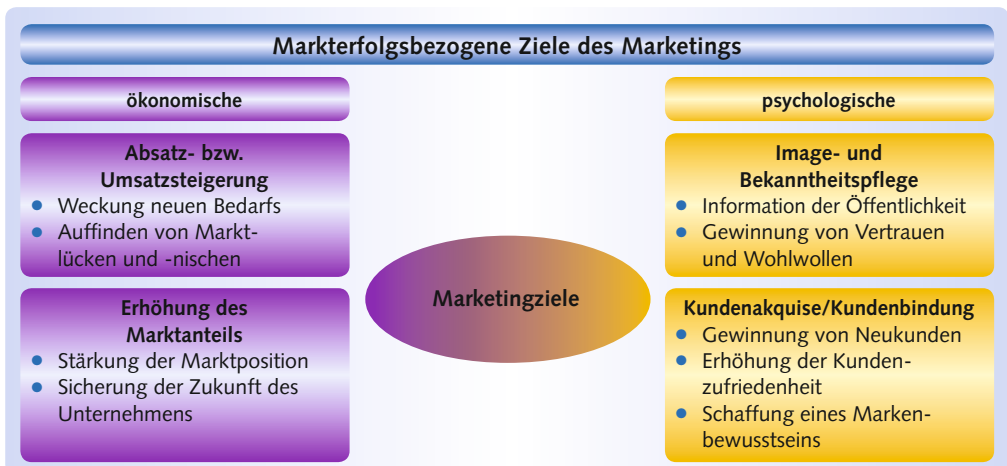 Markterfolgsbezogene Ziele des Marketings
ökonomische
Absatz- bzw.
Umsatzsteigerung
• Weckung neuen Bedarfs
• Auffinden von Markt-
lücken und -nischen
Erhöhung des
Marktanteils
• Stärkung der Marktposition
• Sicherung der Zukunft des
Unternehmens
Marketingziele
psychologische
Image- und
Bekanntheitspflege
• Information der Öffentlichkeit
• Gewinnung von Vertrauen
und Wohlwollen
Kundenakquise/Kundenbindung
• Gewinnung von Neukunden
• Erhöhung der Kunden-
zufriedenheit
• Schaffung eines Marken-
bewusstseins